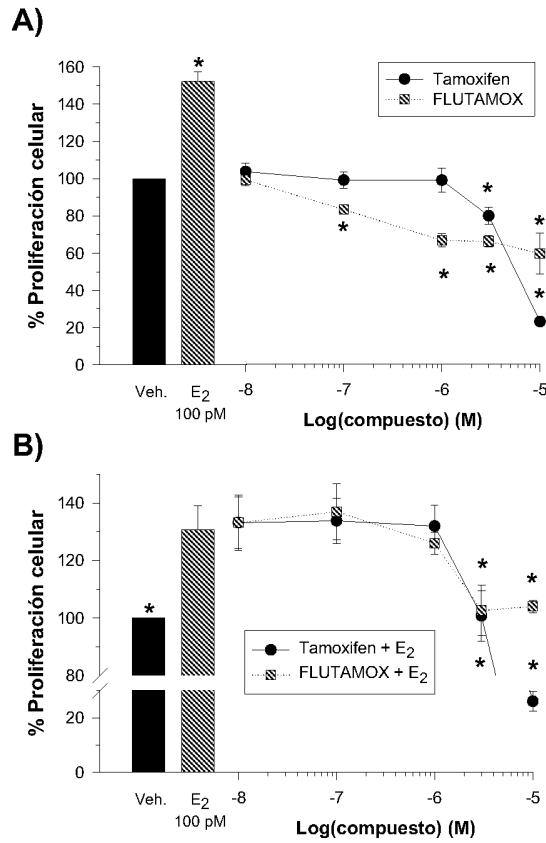 A)
% Proliferación celular
160
140
120
100
80
60
40
20
0
*
Tamoxifen
FLUTAMOX
*
*
*
*
*
*
Veh.
E2
100 pM
-8
-7
-6
-5
Log(compuesto) (M)
B)
% Proliferación celular
140
120
100
80
20
0
*
*
*
*
*
Tamoxifen + E2
FLUTAMOX + E2
Veh.
E2
100 pM
-8
-7
-6
-5
Log(compuesto) (M)